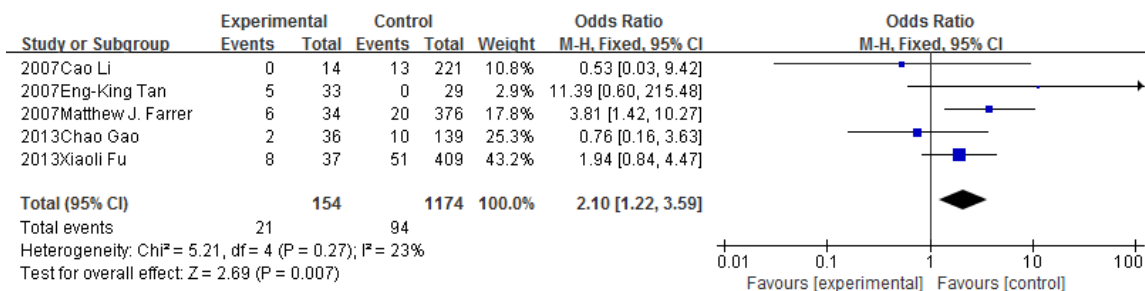 Experimental Control Odds Ratio Odds Ratio
Study or Subgroup Events Total Events Total Weight M-H, Fixed, 95% CI M-H, Fixed, 95% CI
2007Cao Li 0 14 13 221 10.8% 0.53 [0.03, 9.42]
2007Eng-King Tan 5 33 0 29 2.9% 11.39 [0.60, 215.48]
2007Matthew J. Farrer 6 34 20 376 17.8% 3.81 [1.42, 10.27]
2013Chao Gao 2 36 10 139 25.3% 0.76 [0.16, 3.63]
2013Xiaoli Fu 8 37 51 409 43.2% 1.94 [0.84, 4.47]
Total (95% CI) 154 1174 100.0% 2.10 [1.22, 3.59]
Total events 21 94
Heterogeneity: Chi² = 5.21, df = 4 (P = 0.27); I² = 23%
Test for overall effect: Z = 2.69 (P = 0.007)
0.01 0.1 1 10 100
Favours [experimental] Favours [control]